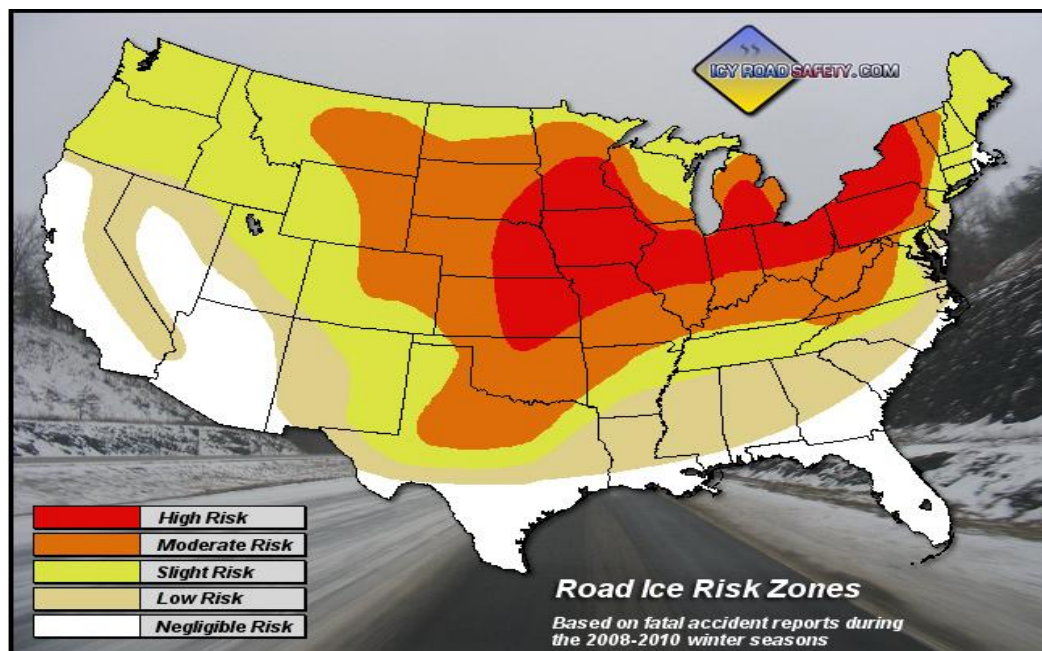 ICY ROAD SAFETY.COM
High Risk
Moderate Risk
Slight Risk
Low Risk
Negligible Risk
Road Ice Risk Zones
Based on fatal accident reports during
the 2008-2010 winter seasons